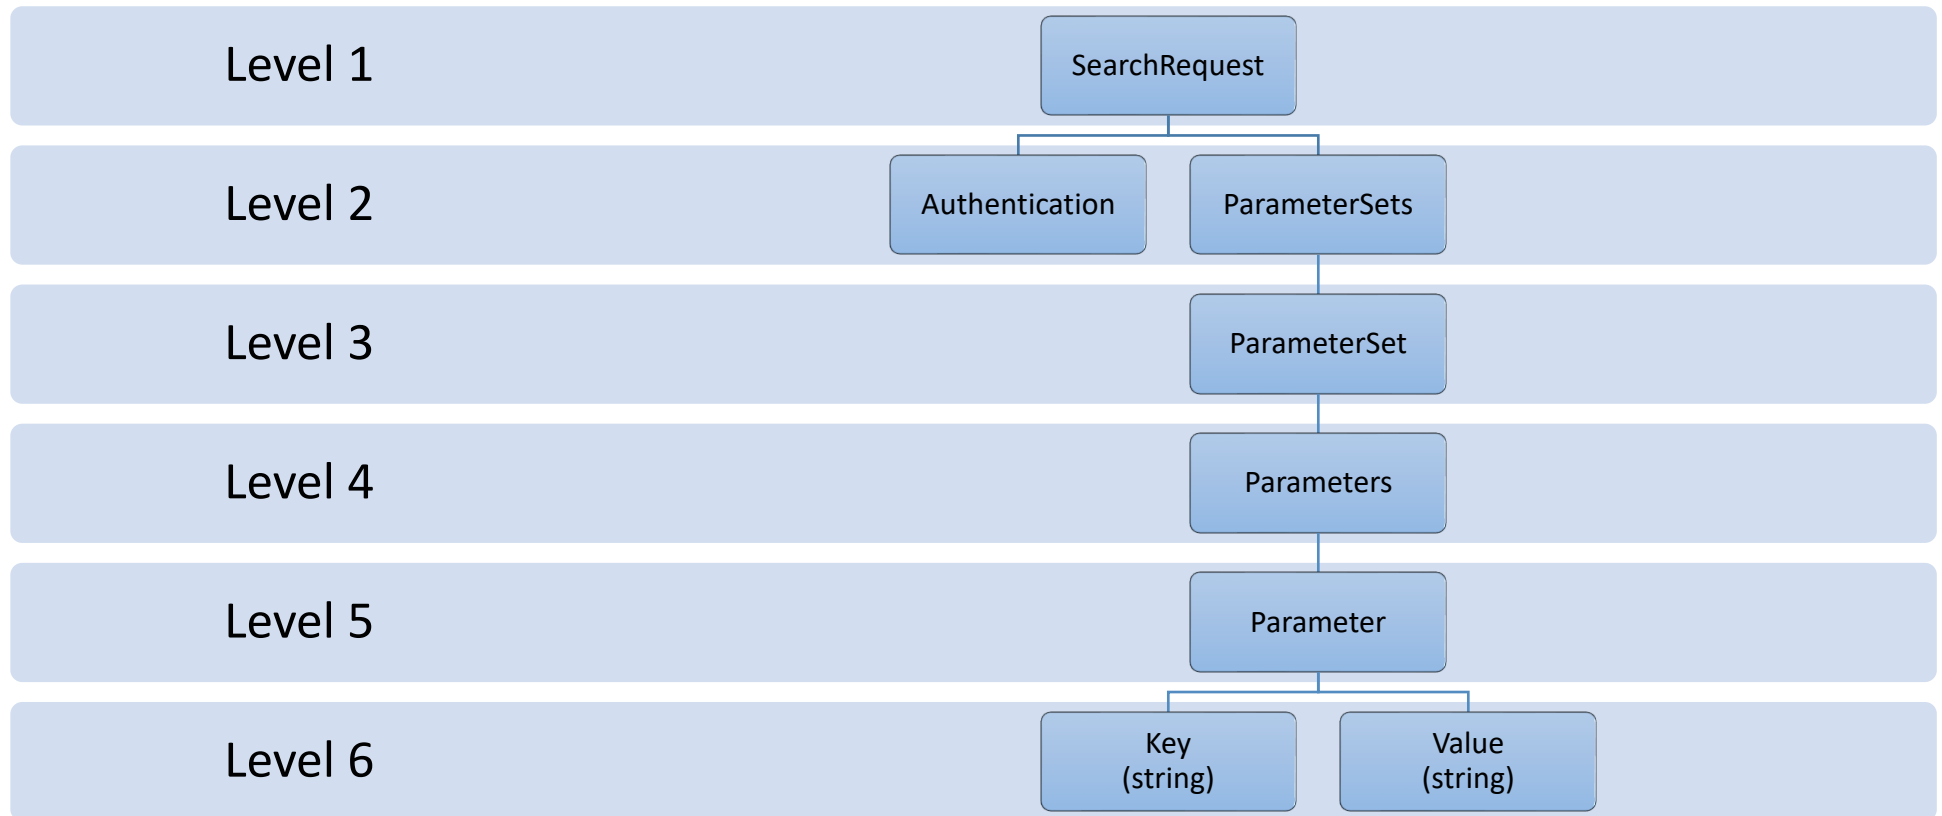 Level 1
SearchRequest
Level 2
Authentication
ParameterSets
Level 3
ParameterSet
Level 4
Parameters
Level 5
Parameter
Level 6
Key
(string)
Value
(string)